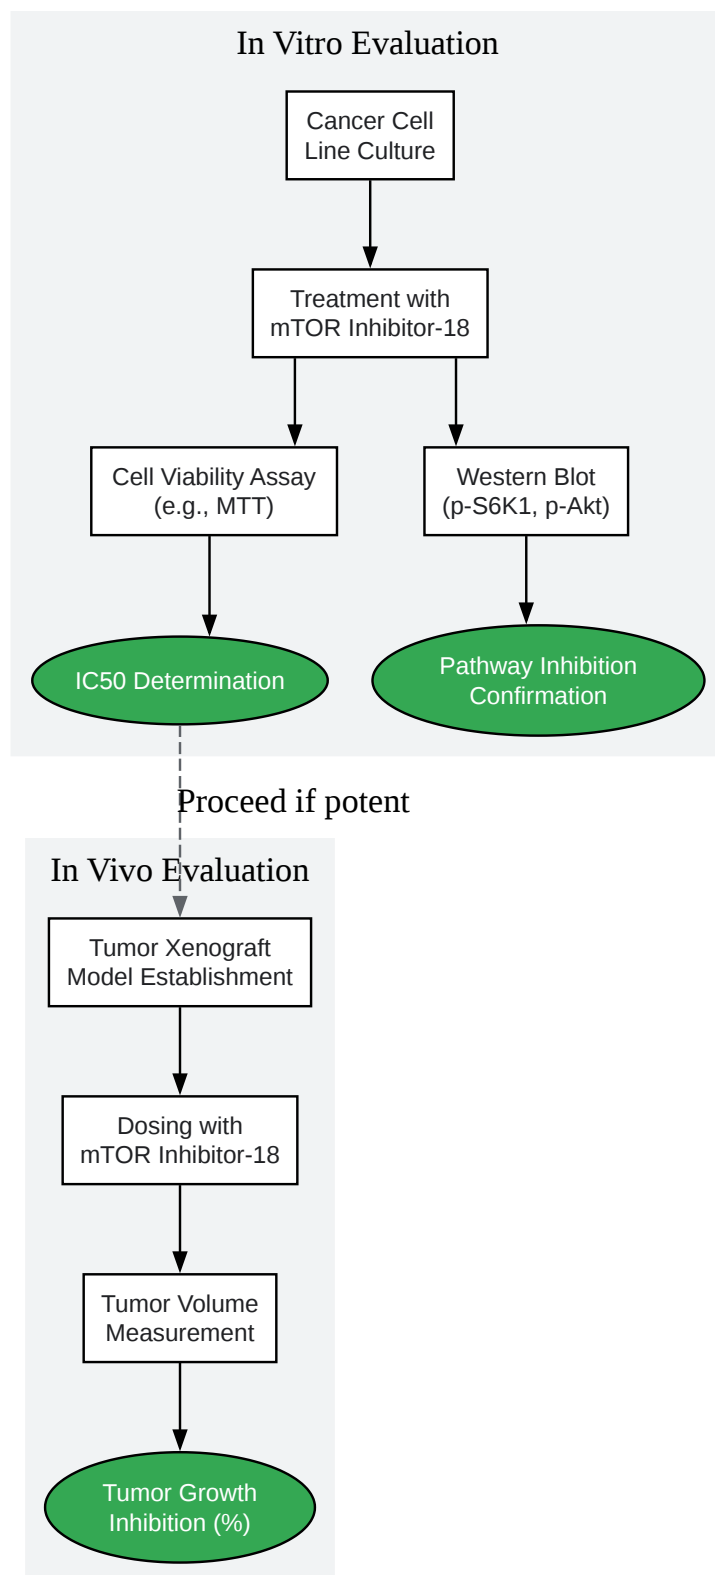 In Vitro Evaluation
Cancer Cell
Line Culture
Treatment with
mTOR Inhibitor-18
Cell Viability Assay
(e.g., MTT)
Western Blot
(p-S6K1, p-Akt)
IC50 Determination
Pathway Inhibition
Confirmation
Proceed if potent
In Vivo Evaluation
Tumor Xenograft
Model Establishment
Dosing with
mTOR Inhibitor-18
Tumor Volume
Measurement
Tumor Growth
Inhibition (%)